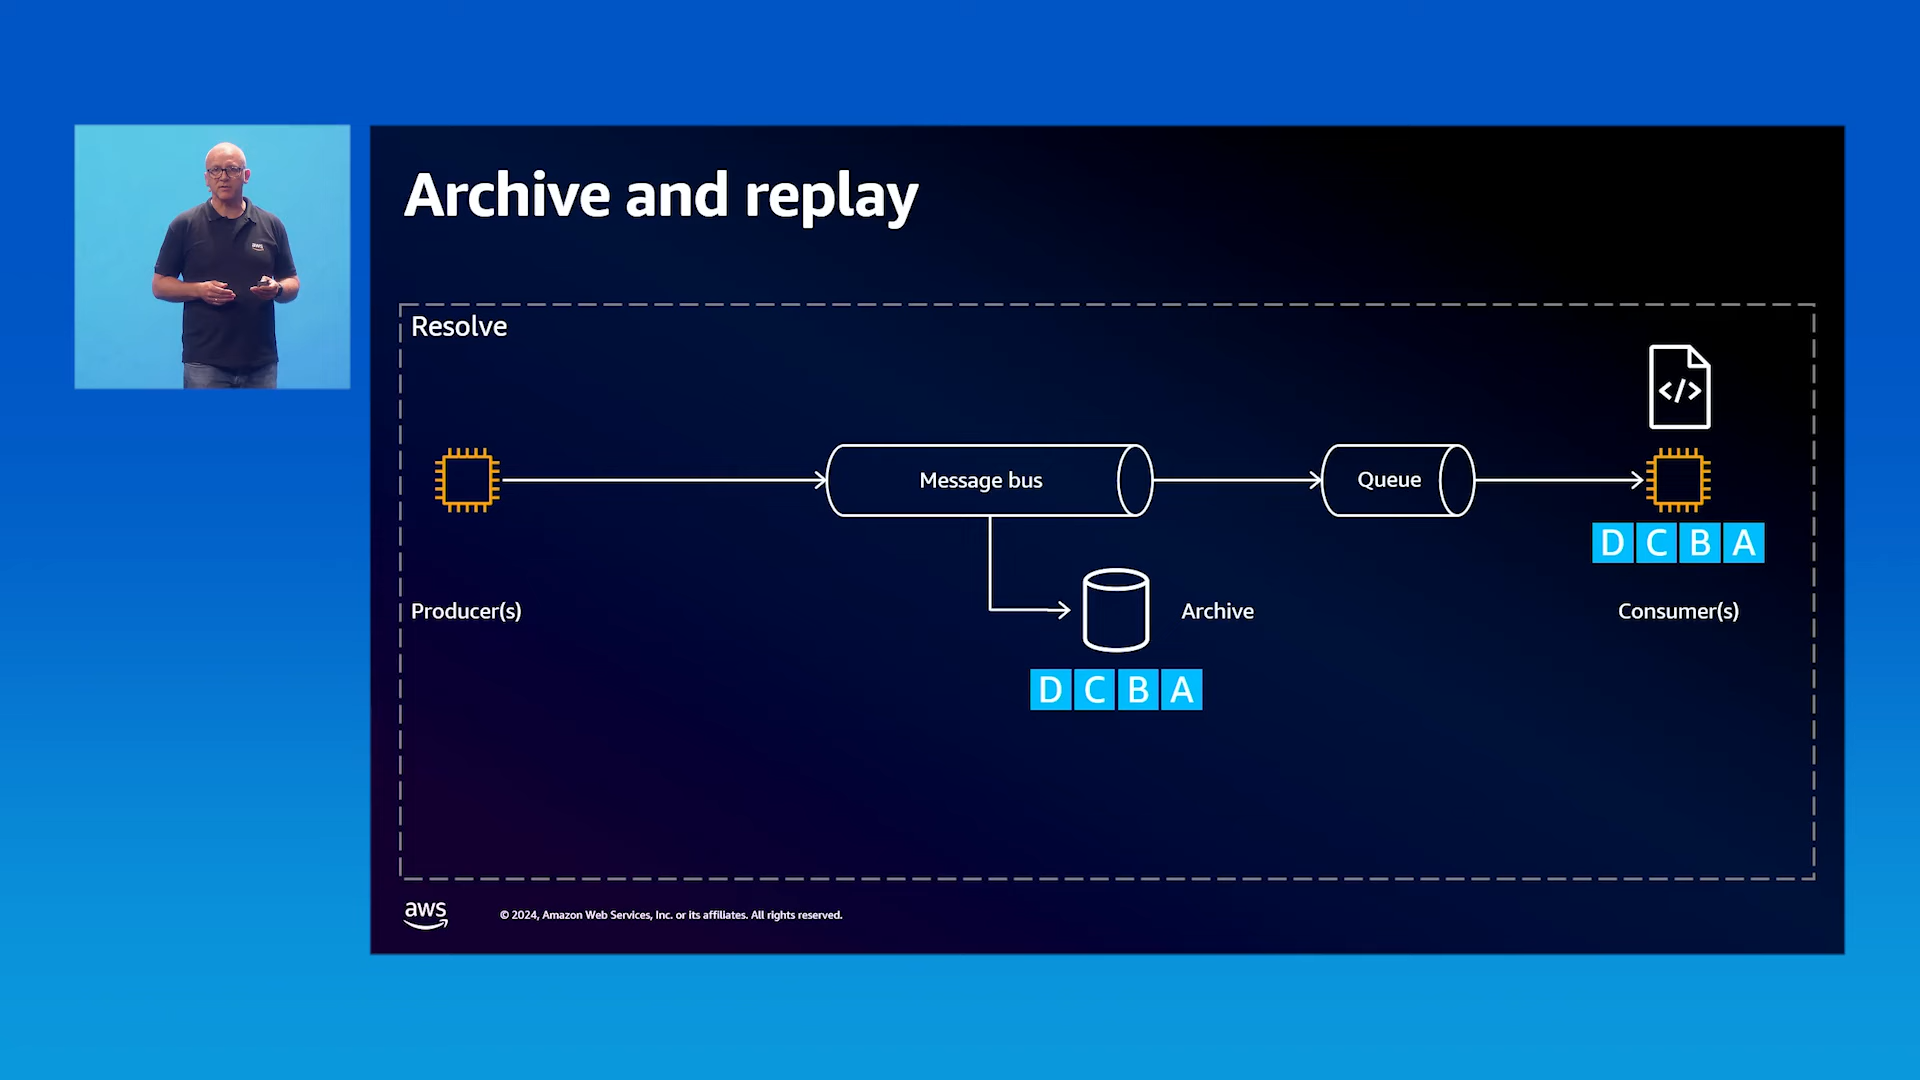 Archive and replay
Resolve
</>
Message bus
Queue
D C B A
Producer(s)
Archive
Consumer(s)
D C B A
aws
© 2024, Amazon Web Services, Inc. or its affiliates. All rights reserved.
aws